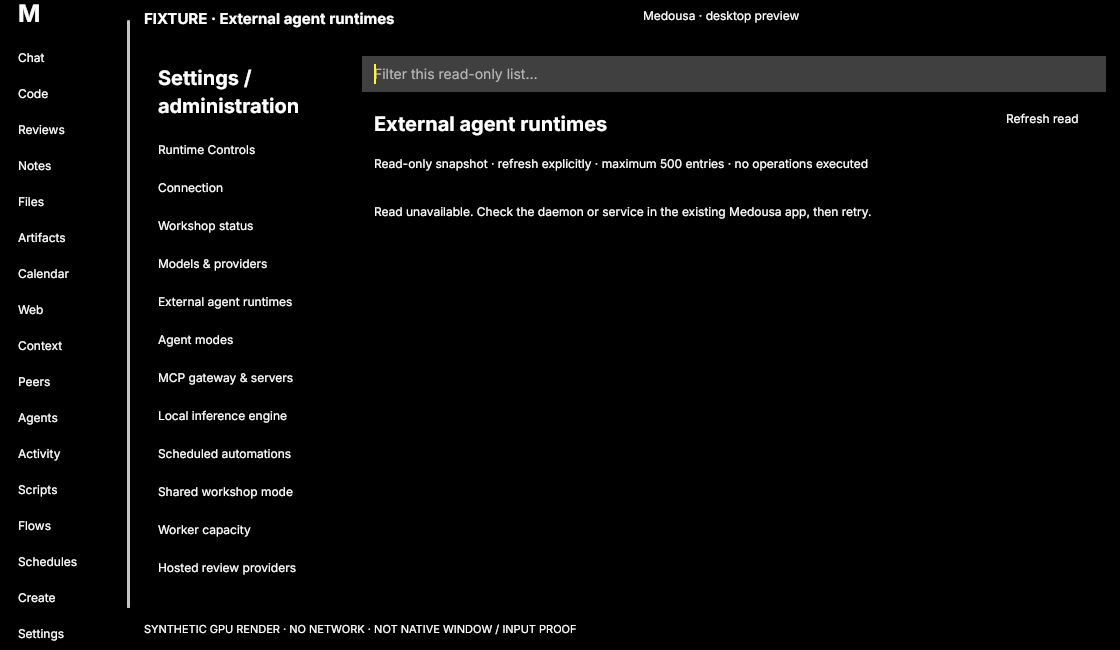 M
FIXTURE · External agent runtimes
Medousa · desktop preview
Chat
Code
Reviews
Notes
Files
Artifacts
Calendar
Web
Context
Peers
Agents
Activity
Scripts
Flows
Schedules
Create
Settings
Settings /
administration
Runtime Controls
Connection
Workshop status
Models & providers
External agent runtimes
Agent modes
MCP gateway & servers
Local inference engine
Scheduled automations
Shared workshop mode
Worker capacity
Hosted review providers
Filter this read-only list...
External agent runtimes
Refresh read
Read-only snapshot · refresh explicitly · maximum 500 entries · no operations executed
Read unavailable. Check the daemon or service in the existing Medousa app, then retry.
SYNTHETIC GPU RENDER · NO NETWORK · NOT NATIVE WINDOW / INPUT PROOF